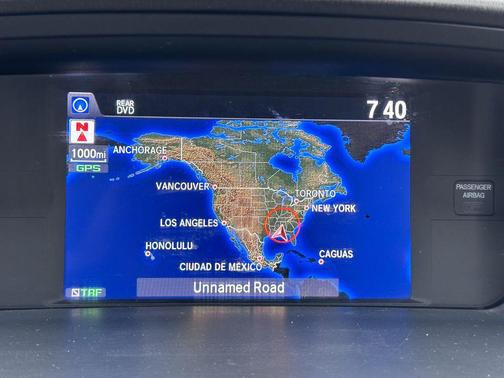 REAR
DVD
7 40
N
1000mi
GPS
ANCHORAGE
VANCOUVER
TORONTO
NEW YORK
LOS ANGELES
HONOLULU
CAGUAS
CIUDAD DE MÉXICO
TRF
Unnamed Road
PASSENGER
AIRBAG